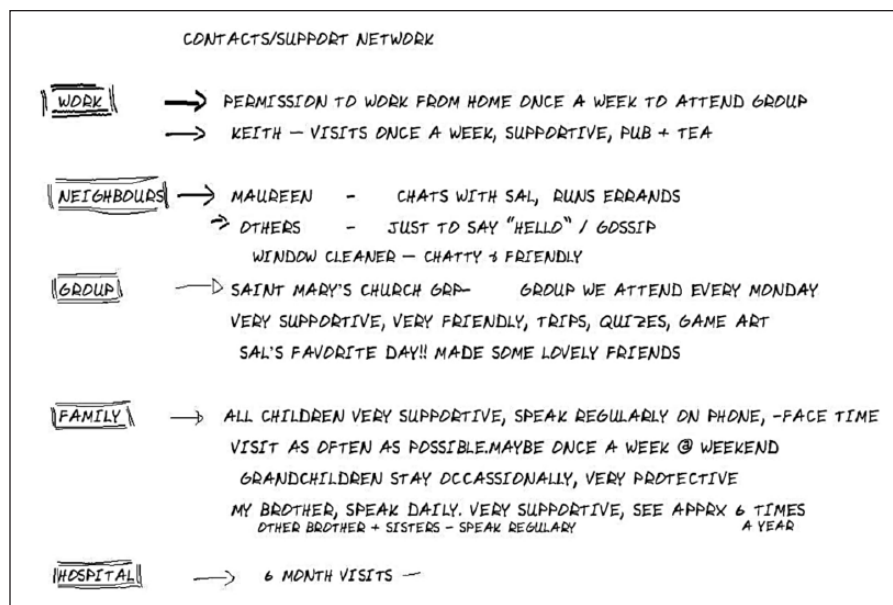 CONTACTS/SUPPORT NETWORK
WORK → PERMISSION TO WORK FROM HOME ONCE A WEEK TO ATTEND GROUP
→ KEITH – VISITS ONCE A WEEK, SUPPORTIVE, PUB + TEA
NEIGHBOURS → MAUREEN - CHATS WITH SAL, RUNS ERRANDS
→ OTHERS - JUST TO SAY "HELLO" / GOSSIP
WINDOW CLEANER – CHATTY & FRIENDLY
GROUP → SAINT MARY'S CHURCH GRP– GROUP WE ATTEND EVERY MONDAY
VERY SUPPORTIVE, VERY FRIENDLY, TRIPS, QUIZES, GAME ART
SAL'S FAVORITE DAY!! MADE SOME LOVELY FRIENDS
FAMILY → ALL CHILDREN VERY SUPPORTIVE, SPEAK REGULARLY ON PHONE, -FACE TIME
VISIT AS OFTEN AS POSSIBLE.MAYBE ONCE A WEEK @ WEEKEND
GRANDCHILDREN STAY OCCASSIONALLY, VERY PROTECTIVE
MY BROTHER, SPEAK DAILY. VERY SUPPORTIVE, SEE APPRX 6 TIMES
OTHER BROTHER + SISTERS – SPEAK REGULARY A YEAR
HOSPITAL → 6 MONTH VISITS –